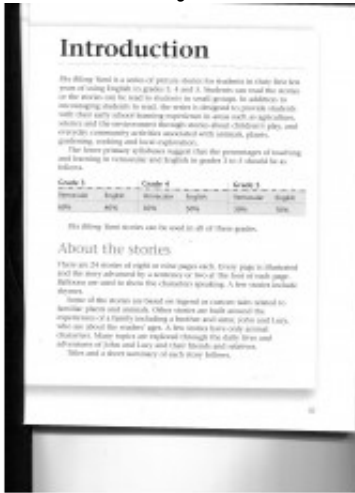 Introduction
The Bilong Yumi is a series of picture stories for students in their first few
years of using English in grades 3, 4 and 5. Students can read the stories
or the stories can be read to students in small groups. In addition to
encouraging students to read, the series is designed to provide students
with their early school learning experience in areas such as agriculture,
science and the environment through stories about children's play, and
everyday community activities associated with animals, plants,
gardening, cooking and local exploration.
The lower primary syllabuses suggest that the percentages of teaching
and learning in vernacular and English in grades 3 to 5 should be as
follows.
Grade 3 Grade 4 Grade 5
Vernacular English Vernacular English Vernacular English
60% 40% 50% 50%
stories can be used in all of these grades.
About the stories
There are 24 stories of eight or nine pages each. Every page is illustrated
and the story advanced by a sentence or two at the foot of each page.
Balloons are used to show the characters speaking. A few stories include
rhymes.
Some of the stories are based on legend or custom tales related to
familiar plants and animals. Other stories are built around the
experiences of a family including a brother and sister, John and Lucy,
who are about the readers' ages. A few stories have only animal
characters. Many topics are explored through the daily lives and
adventures of John and Lucy and their friends and relatives.
Titles and a short summary of each story follows.